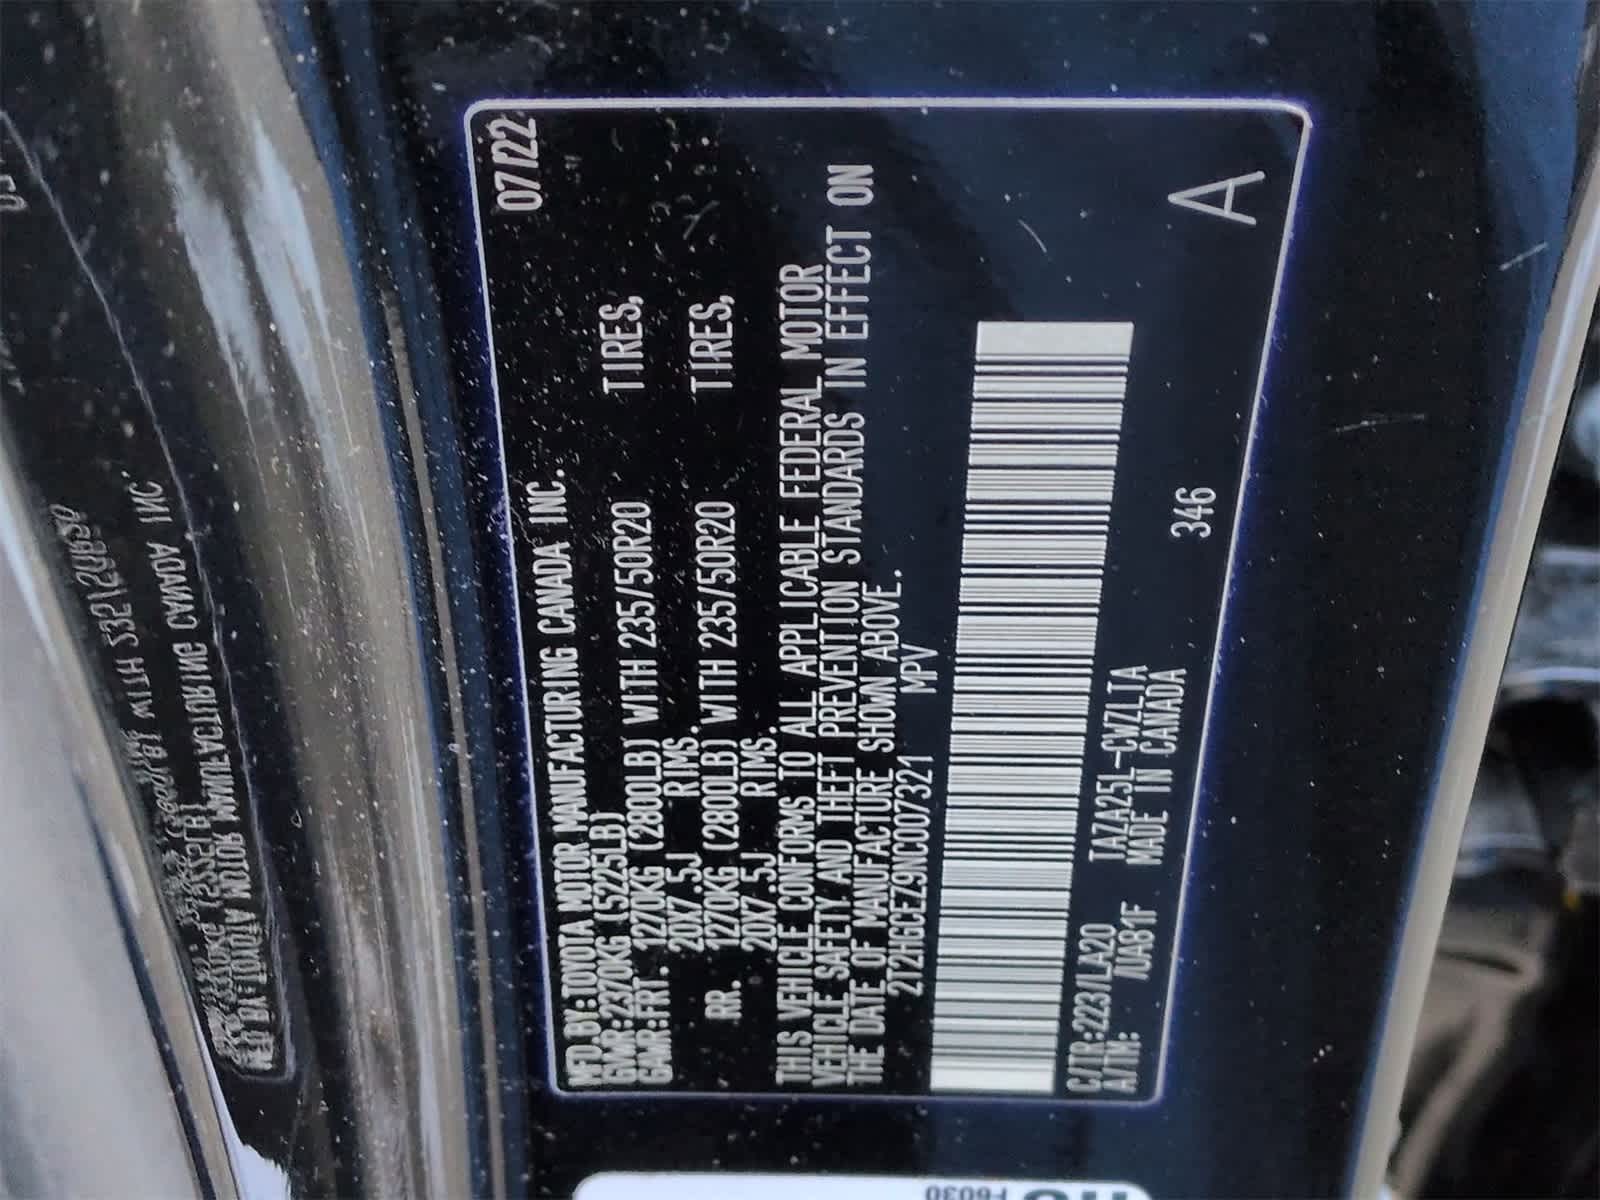 MFD.BY:TOYOTA MOTOR MANUFACTURING CANADA INC. 07/22
GVWR:2370KG (5225LB)
GAWR:FRT. 1270KG (2800LB) WITH 235/50R20 TIRES,
20X7.5J RIMS.
RR. 1270KG (2800LB) WITH 235/50R20 TIRES,
20X7.5J RIMS.
THIS VEHICLE CONFORMS TO ALL APPLICABLE FEDERAL MOTOR
VEHICLE SAFETY, AND THEFT PREVENTION STANDARDS IN EFFECT ON
THE DATE OF MANUFACTURE SHOWN ABOVE.
2T2HGCEZ9NC007321 MPV
C/TR:223/LA20 TAZA25L-CWZLTA
A/TM: /UA81F MADE IN CANADA 346 A
F6030